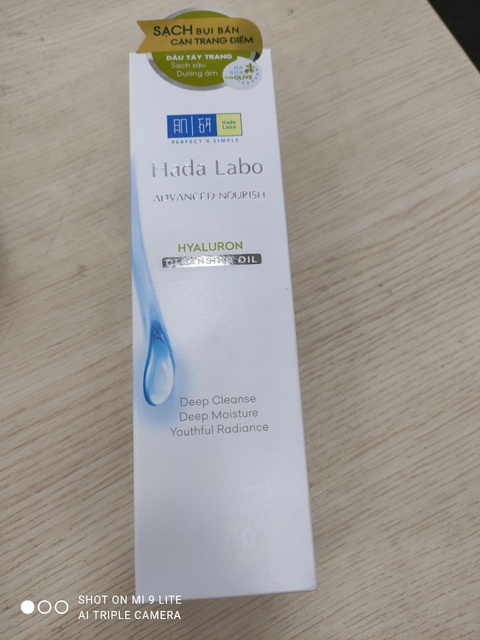 SẠCH BỤI BẨN
CẶN TRANG ĐIỂM
DẦU TẨY TRANG
Sạch sâu
Dưỡng ẩm
OLIVE
Hada
Labo
PERFECT × SIMPLE
Hada Labo
ADVANCED NOURISH
HYALURON
CLEANSING OIL
Deep Cleanse
Deep Moisture
Youthful Radiance
SHOT ON MI 9 LITE
AI TRIPLE CAMERA